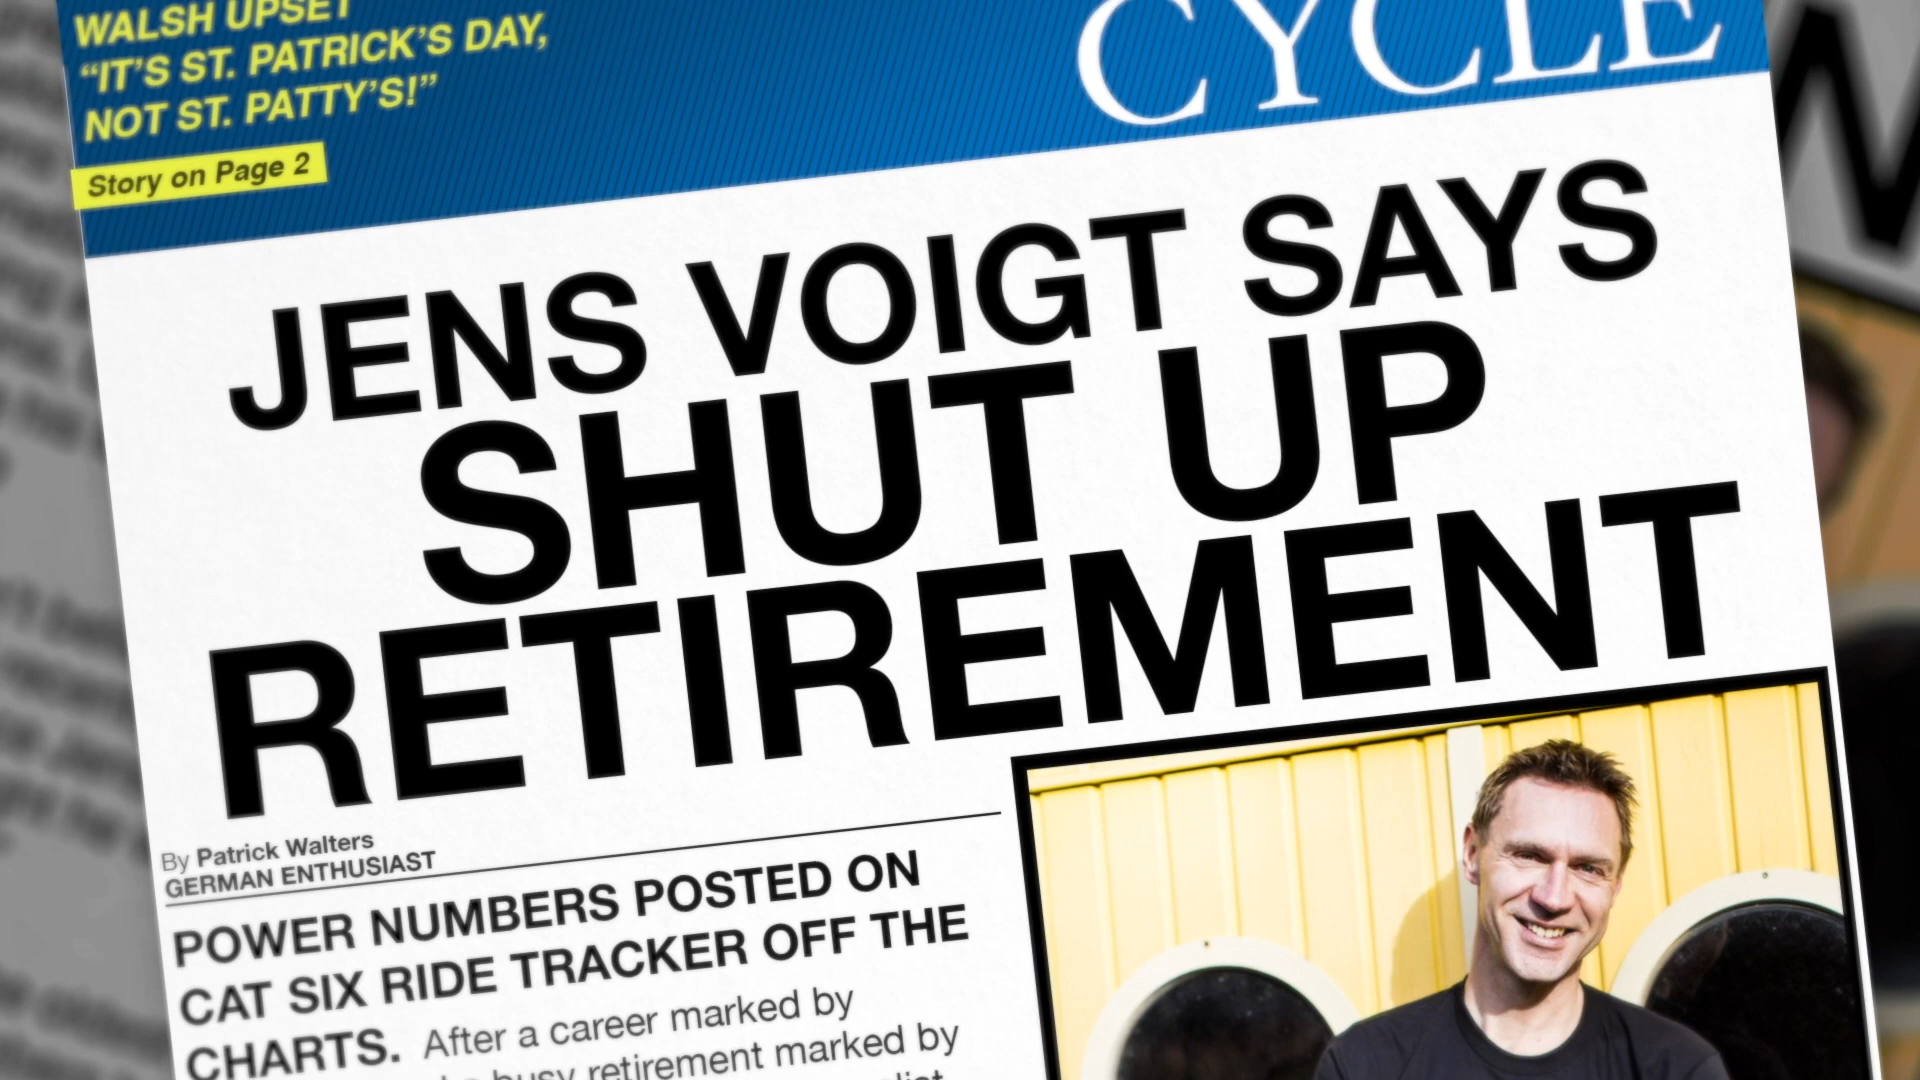 WALSH UPSET
“IT’S ST. PATRICK’S DAY,
NOT ST. PATTY’S!”
Story on Page 2
CYCLE
JENS VOIGT SAYS
SHUT UP
RETIREMENT
By Patrick Walters
GERMAN ENTHUSIAST
POWER NUMBERS POSTED ON
CAT SIX RIDE TRACKER OFF THE
CHARTS. After a career marked by
busy retirement marked by